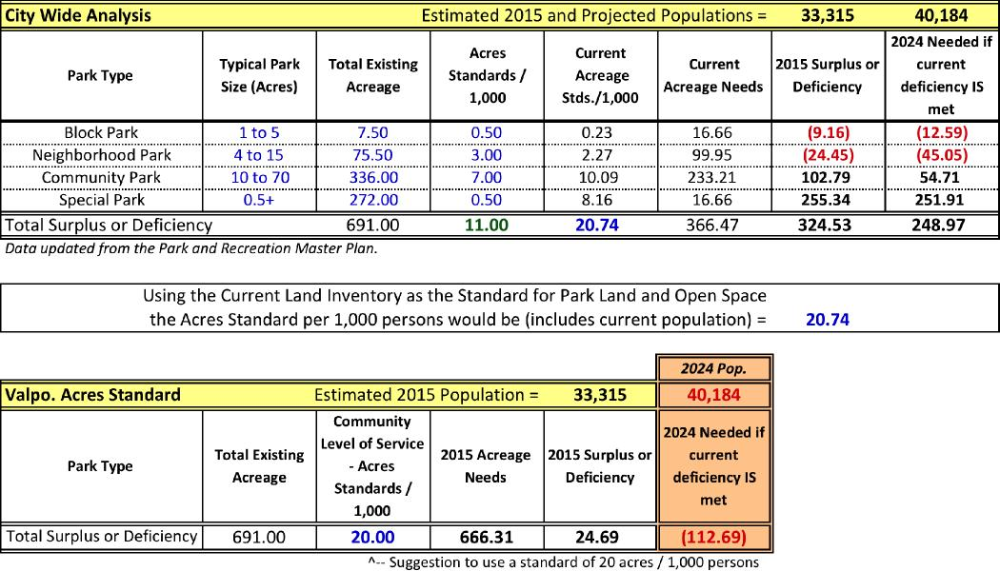 City Wide Analysis Estimated 2015 and Projected Populations = 33,315 40,184
Park Type Typical Park Size (Acres) Total Existing Acreage Acres Standards / 1,000 Current Acreage Stds./1,000 Current Acreage Needs 2015 Surplus or Deficiency 2024 Needed if current deficiency IS met
Block Park 1 to 5 7.50 0.50 0.23 16.66 (9.16) (12.59)
Neighborhood Park 4 to 15 75.50 3.00 2.27 99.95 (24.45) (45.05)
Community Park 10 to 70 336.00 7.00 10.09 233.21 102.79 54.71
Special Park 0.5+ 272.00 0.50 8.16 16.66 255.34 251.91
Total Surplus or Deficiency 691.00 11.00 20.74 366.47 324.53 248.97
Data updated from the Park and Recreation Master Plan.
Using the Current Land Inventory as the Standard for Park Land and Open Space
the Acres Standard per 1,000 persons would be (includes current population) = 20.74
2024 Pop.
Valpo. Acres Standard Estimated 2015 Population = 33,315 40,184
Park Type Total Existing Acreage Community Level of Service - Acres Standards / 1,000 2015 Acreage Needs 2015 Surplus or Deficiency 2024 Needed if current deficiency IS met
Total Surplus or Deficiency 691.00 20.00 666.31 24.69 (112.69)
^-- Suggestion to use a standard of 20 acres / 1,000 persons